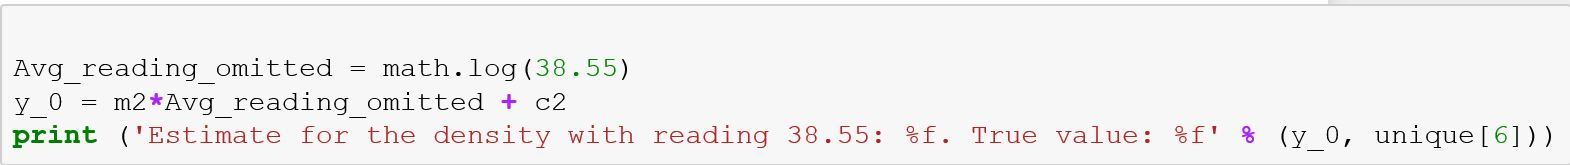 Avg_reading_omitted = math.log(38.55)
y_0 = m2*Avg_reading_omitted + c2
print ('Estimate for the density with reading 38.55: %f. True value: %f' % (y_0, unique[6]))